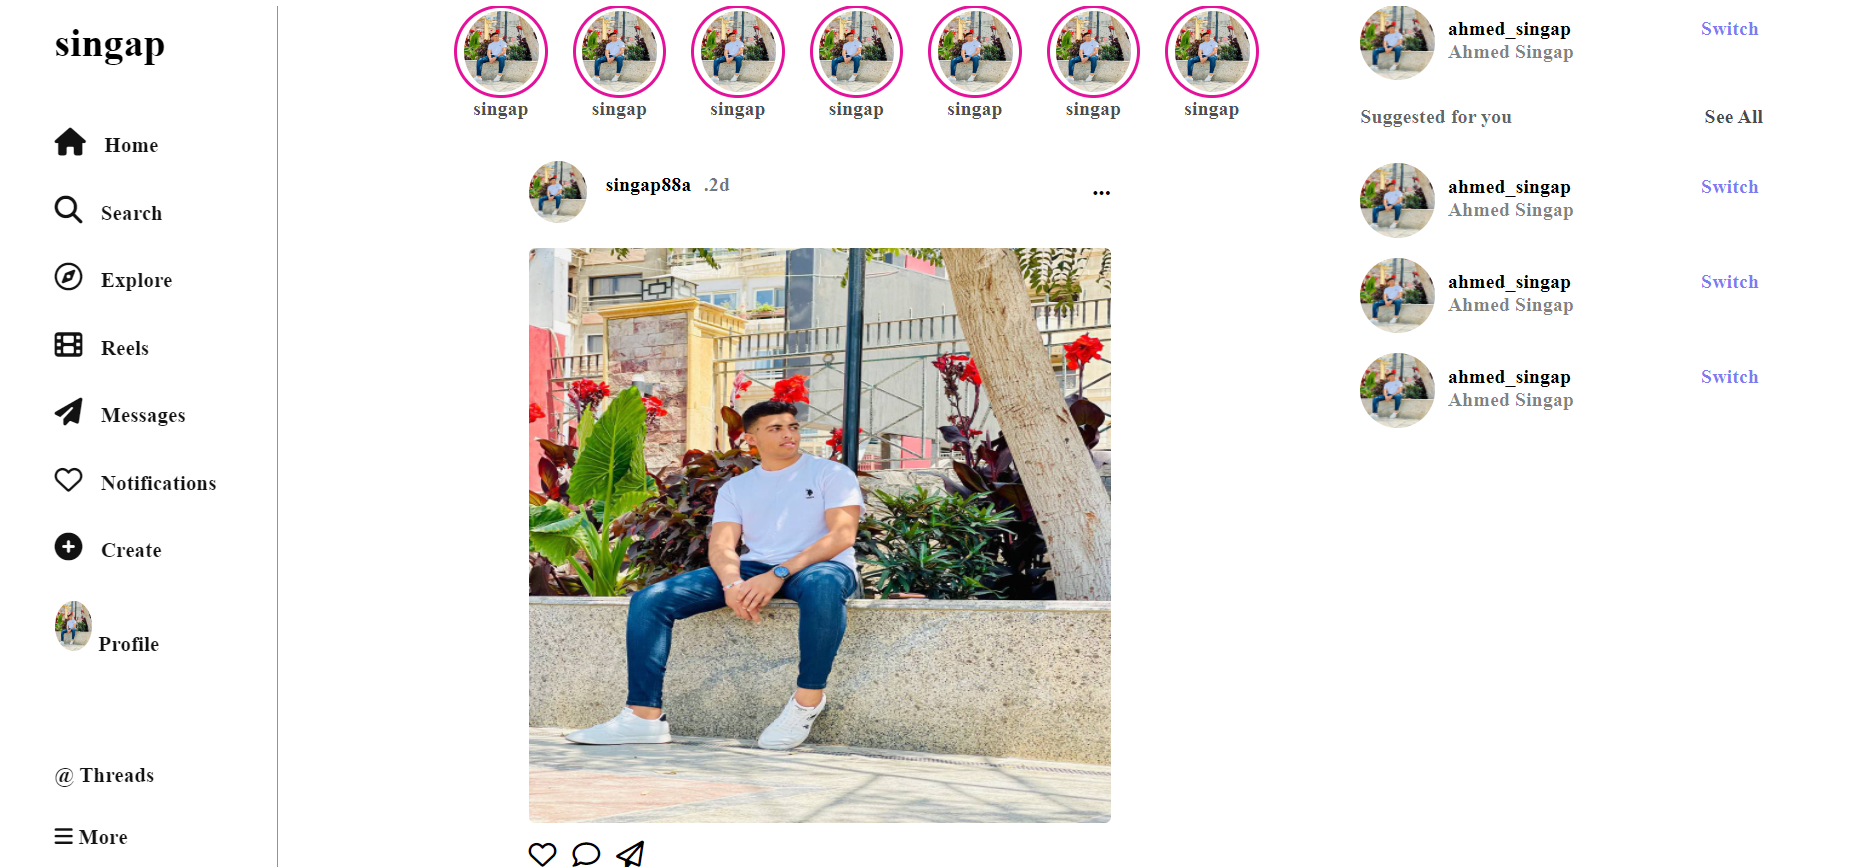 singap
Home
Search
Explore
Reels
Messages
Notifications
Create
Profile
@ Threads
More
singap singap singap singap singap singap singap
singap88a .2d ...
ahmed_singap Switch
Ahmed Singap
Suggested for you See All
ahmed_singap Switch
Ahmed Singap
ahmed_singap Switch
Ahmed Singap
ahmed_singap Switch
Ahmed Singap